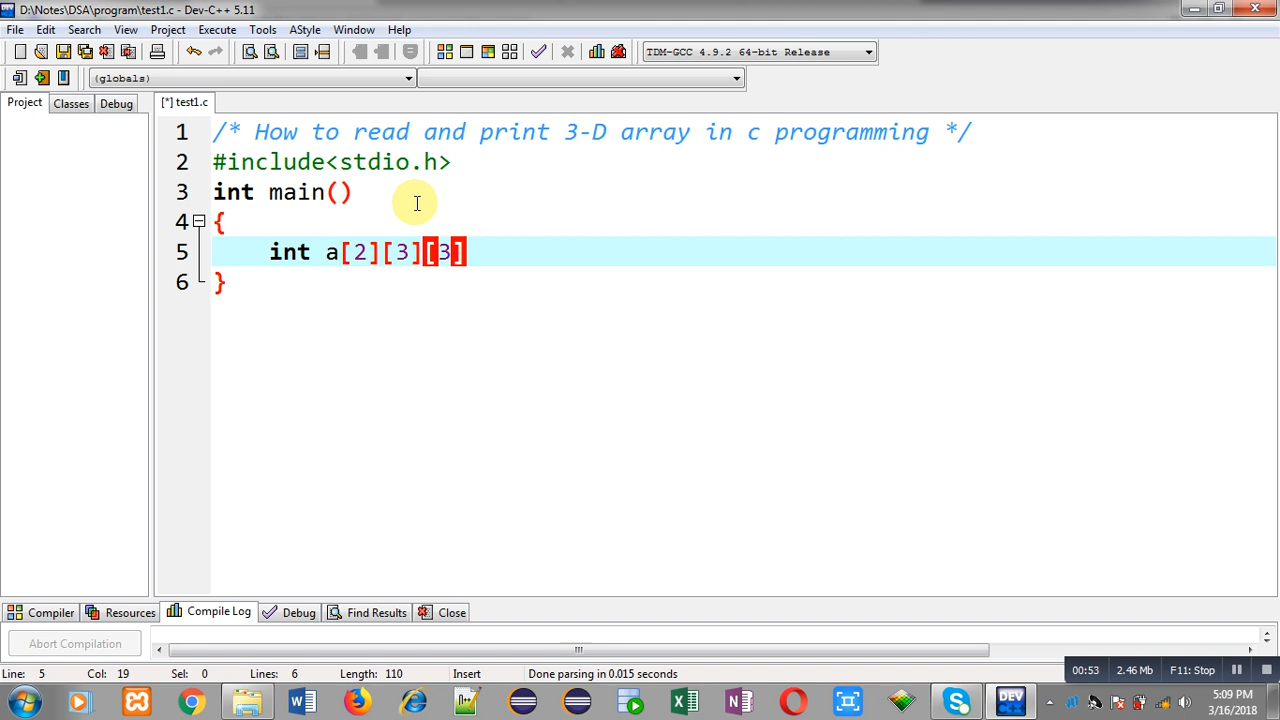 D:\Notes\DSA\program\test1.c - Dev-C++ 5.11
File Edit Search View Project Execute Tools AStyle Window Help
TDM-GCC 4.9.2 64-bit Release
(globals)
Project Classes Debug
[*] test1.c
1 /* How to read and print 3-D array in c programming */
2 #include<stdio.h>
3 int main()
4 {
5 int a[2][3][3]
6 }
Compiler Resources Compile Log Debug Find Results Close
Abort Compilation
Line: 5 Col: 19 Sel: 0 Lines: 6 Length: 110 Insert Done parsing in 0.015 seconds
00:53 2.46 Mb F11: Stop
DEV
5:09 PM
3/16/2018